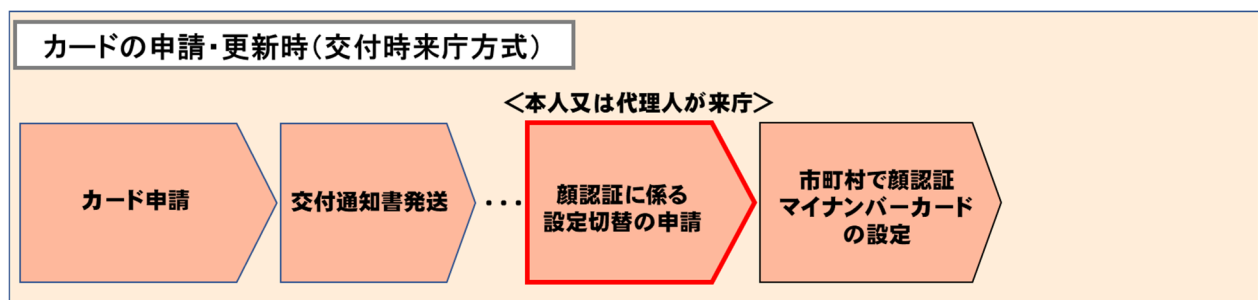 カードの申請・更新時（交付時来庁方式）
＜本人又は代理人が来庁＞
カード申請
交付通知書発送
・・・
顔認証に係る
設定切替の申請
市町村で顔認証
マイナンバーカード
の設定